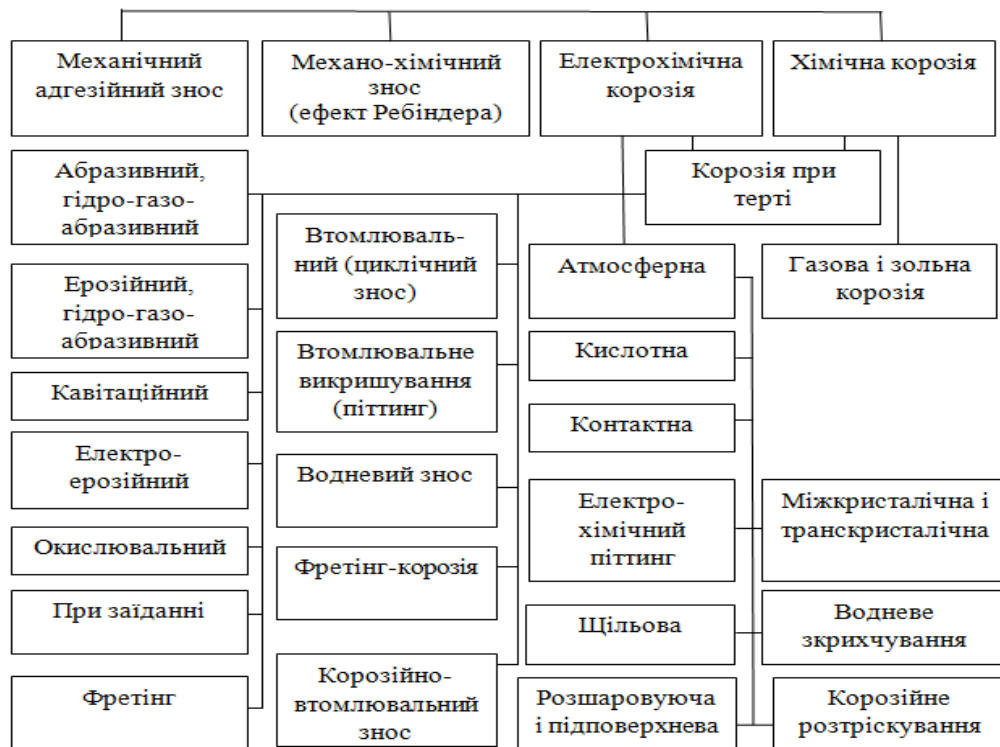 Механічний
адгезійний знос
Механо-хімічний
знос
(ефект Ребіндера)
Електрохімічна
корозія
Хімічна корозія
Абразивний,
гідро-газо-
абразивний
Корозія при
терті
Втомлюваль-
ний (циклічний
знос)
Атмосферна
Газова і зольна
корозія
Ерозійний,
гідро-газо-
абразивний
Втомлювальне
викришування
(піттинг)
Кислотна
Кавітаційний
Контактна
Електро-
ерозійний
Водневий знос
Електро-
хімічний
піттинг
Міжкристалічна і
транскристалічна
Окислювальний
Фретінг-корозія
При заїданні
Щільова
Водневе
зкрихчування
Фретінг
Корозійно-
втомлювальний
знос
Розшаровуюча
і підповерхнева
Корозійне
розтріскування